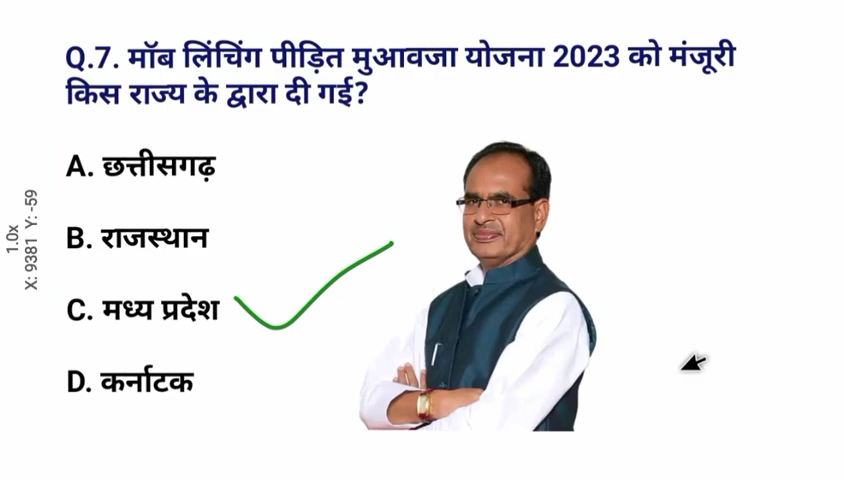 Q.7. मॉब लिंचिंग पीड़ित मुआवजा योजना 2023 को मंजूरी
किस राज्य के द्वारा दी गई?
A. छत्तीसगढ़
B. राजस्थान
C. मध्य प्रदेश
D. कर्नाटक
1.0x
X: 9381 Y: -59